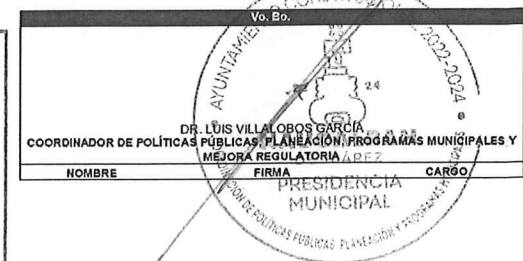 Vo. Bo.
AYUNTAMIENTO
2022-2024
DR. LUIS VILLALOBOS GARCÍA
COORDINADOR DE POLÍTICAS PÚBLICAS, PLANEACIÓN, PROGRAMAS MUNICIPALES Y
MEJORA REGULATORIA
NOMBRE FIRMA CARGO
PRESIDENCIA
MUNICIPAL
DE POLÍTICAS PÚBLICAS, PLANEACIÓN Y PROGRAMAS